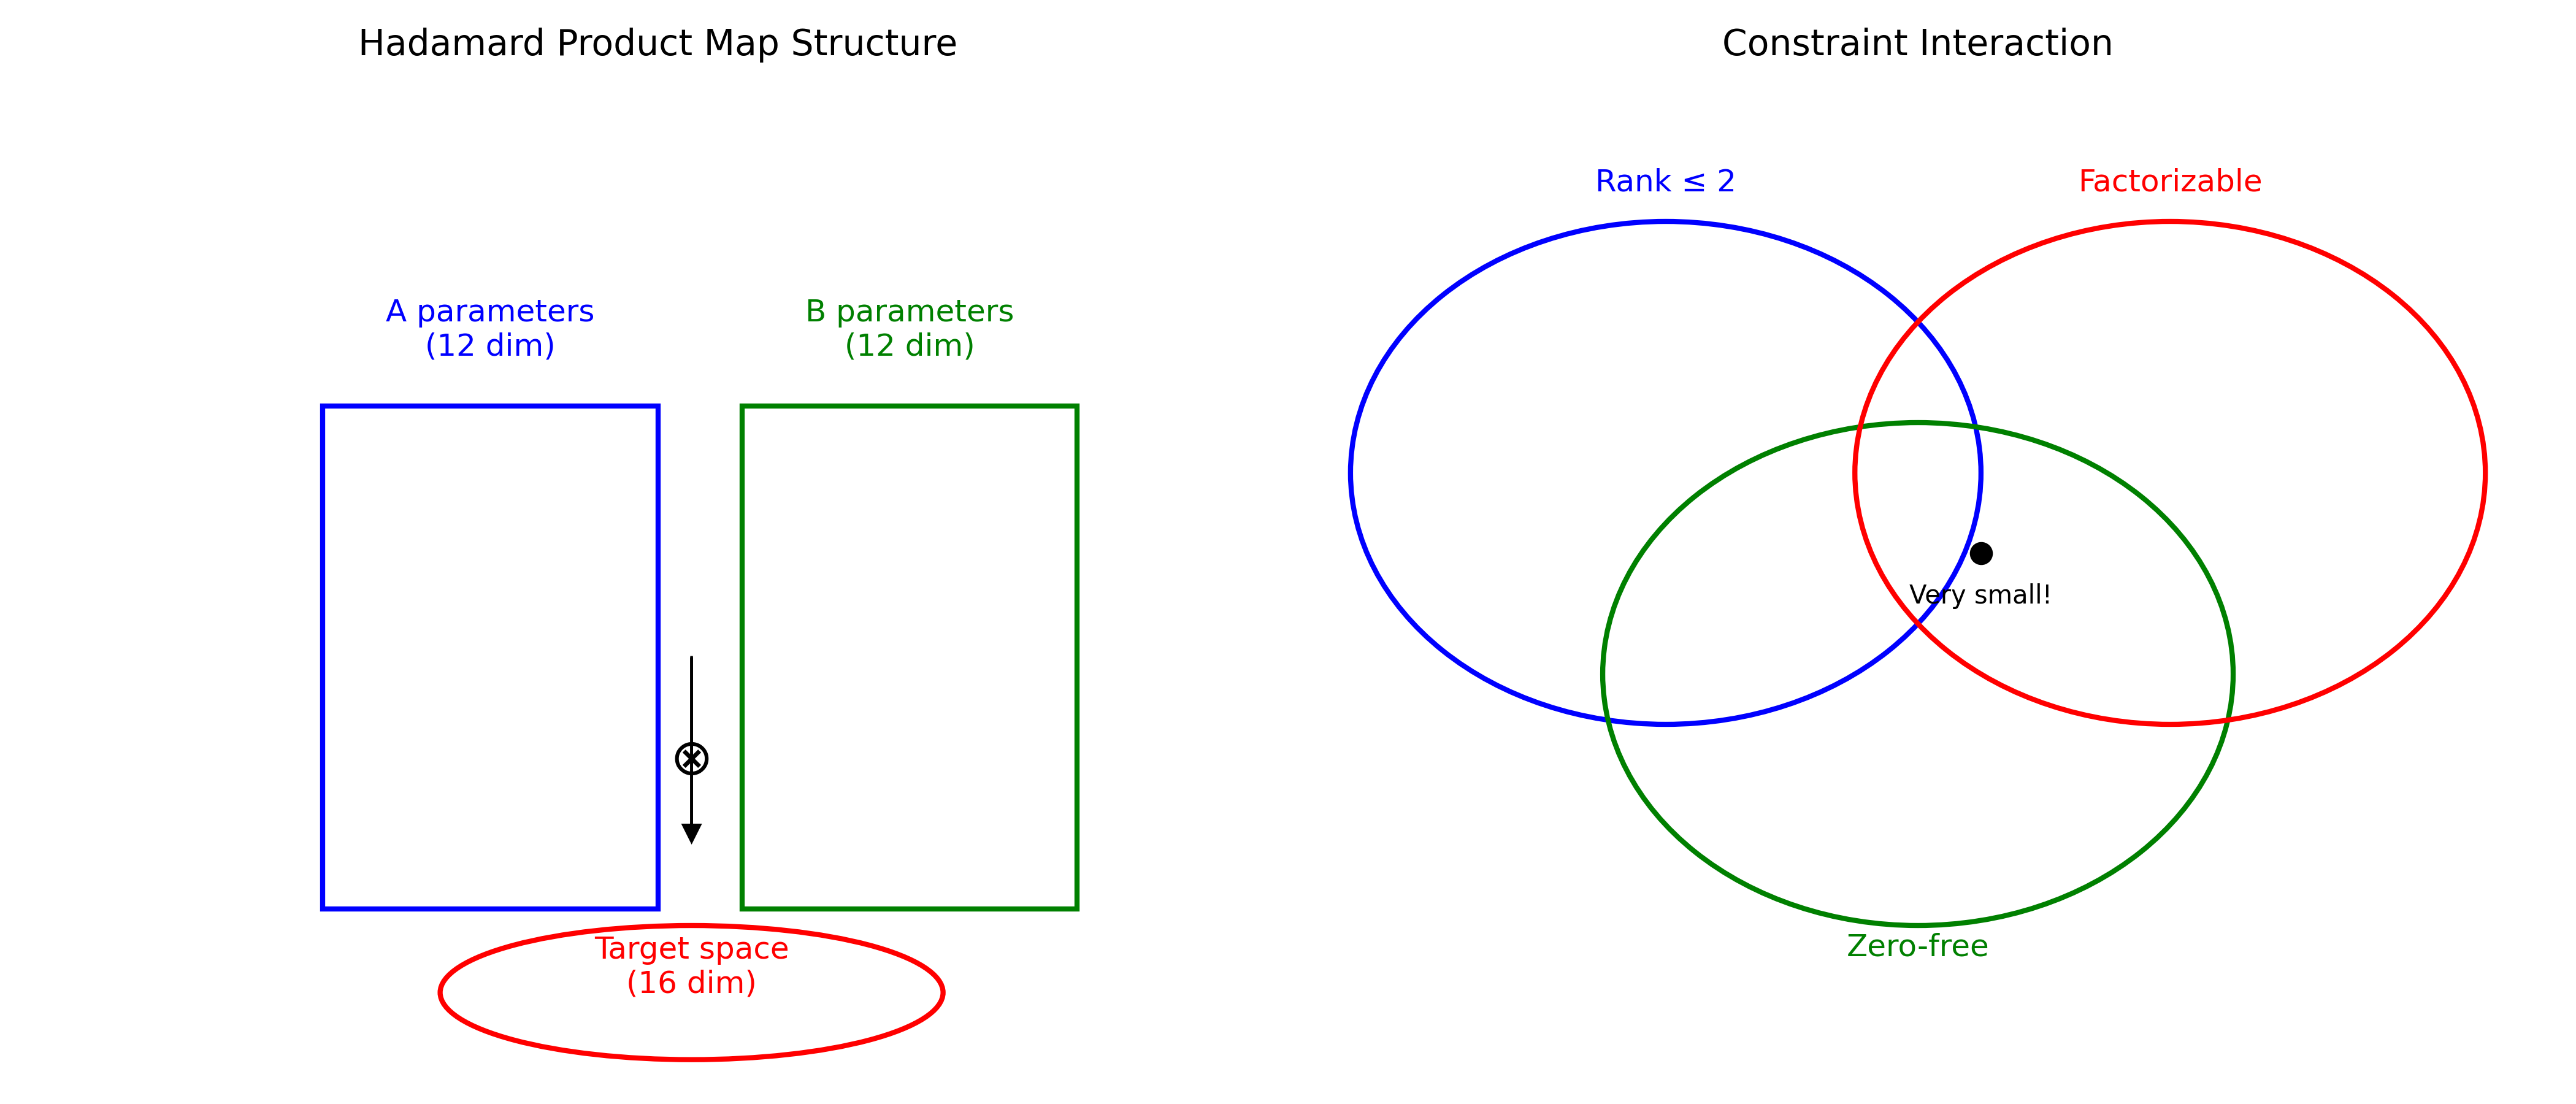 Hadamard Product Map Structure
A parameters
(12 dim)
B parameters
(12 dim)
⊗
Target space
(16 dim)
Constraint Interaction
Rank ≤ 2
Factorizable
Very small!
Zero-free